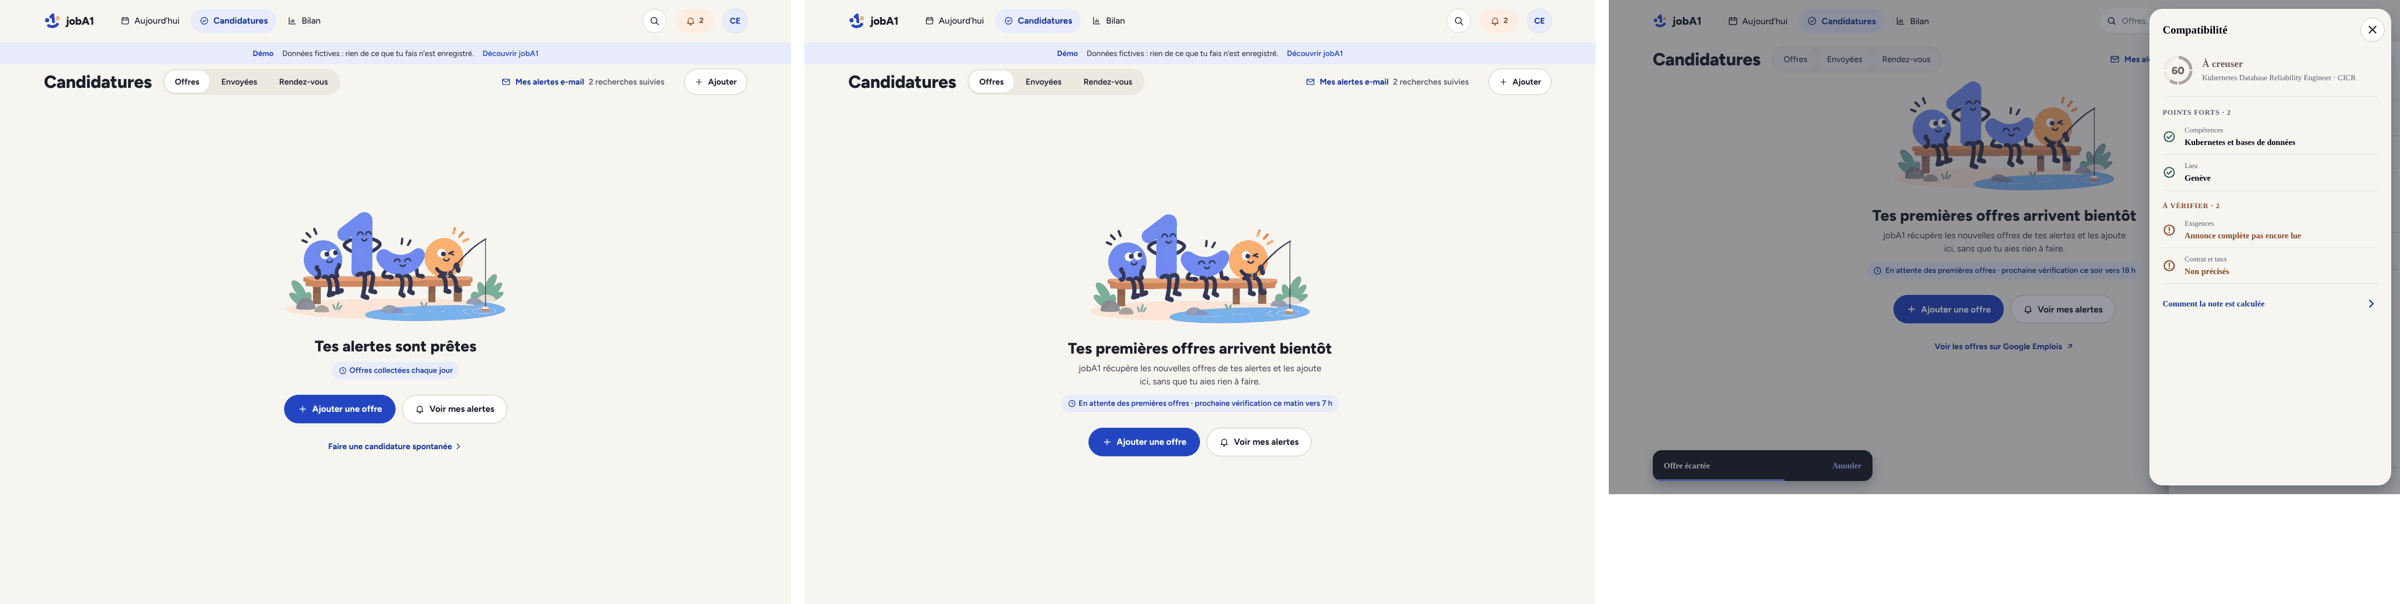 jobA1
Aujourd'hui
Candidatures
Bilan
2
CE
Démo Données fictives : rien de ce que tu fais n'est enregistré. Découvrir jobA1
Candidatures
Offres
Envoyées
Rendez-vous
Mes alertes e-mail 2 recherches suivies
+ Ajouter
Tes alertes sont prêtes
Offres collectées chaque jour
+ Ajouter une offre
Voir mes alertes
Faire une candidature spontanée
jobA1
Aujourd'hui
Candidatures
Bilan
2
CE
Démo Données fictives : rien de ce que tu fais n'est enregistré. Découvrir jobA1
Candidatures
Offres
Envoyées
Rendez-vous
Mes alertes e-mail 2 recherches suivies
+ Ajouter
Tes premières offres arrivent bientôt
jobA1 récupère les nouvelles offres de tes alertes et les ajoute
ici, sans que tu aies rien à faire.
En attente des premières offres · prochaine vérification ce matin vers 7 h
+ Ajouter une offre
Voir mes alertes
jobA1
Aujourd'hui
Candidatures
Bilan
Offres.
Candidatures
Offres
Envoyées
Rendez-vous
Mes al
Tes premières offres arrivent bientôt
jobA1 récupère les nouvelles offres de tes alertes et les ajoute
ici, sans que tu aies rien à faire.
En attente des premières offres · prochaine vérification ce soir vers 18 h
+ Ajouter une offre
Voir mes alertes
Voir les offres sur Google Emplois
Offre écartée
Annuler
Compatibilité
60
À creuser
Kubernetes Database Reliability Engineer · CICR
POINTS FORTS · 2
Compétences
Kubernetes et bases de données
Lieu
Genève
À VÉRIFIER · 2
Exigences
Annonce complète pas encore lue
Contrat et taux
Non précisés
Comment la note est calculée